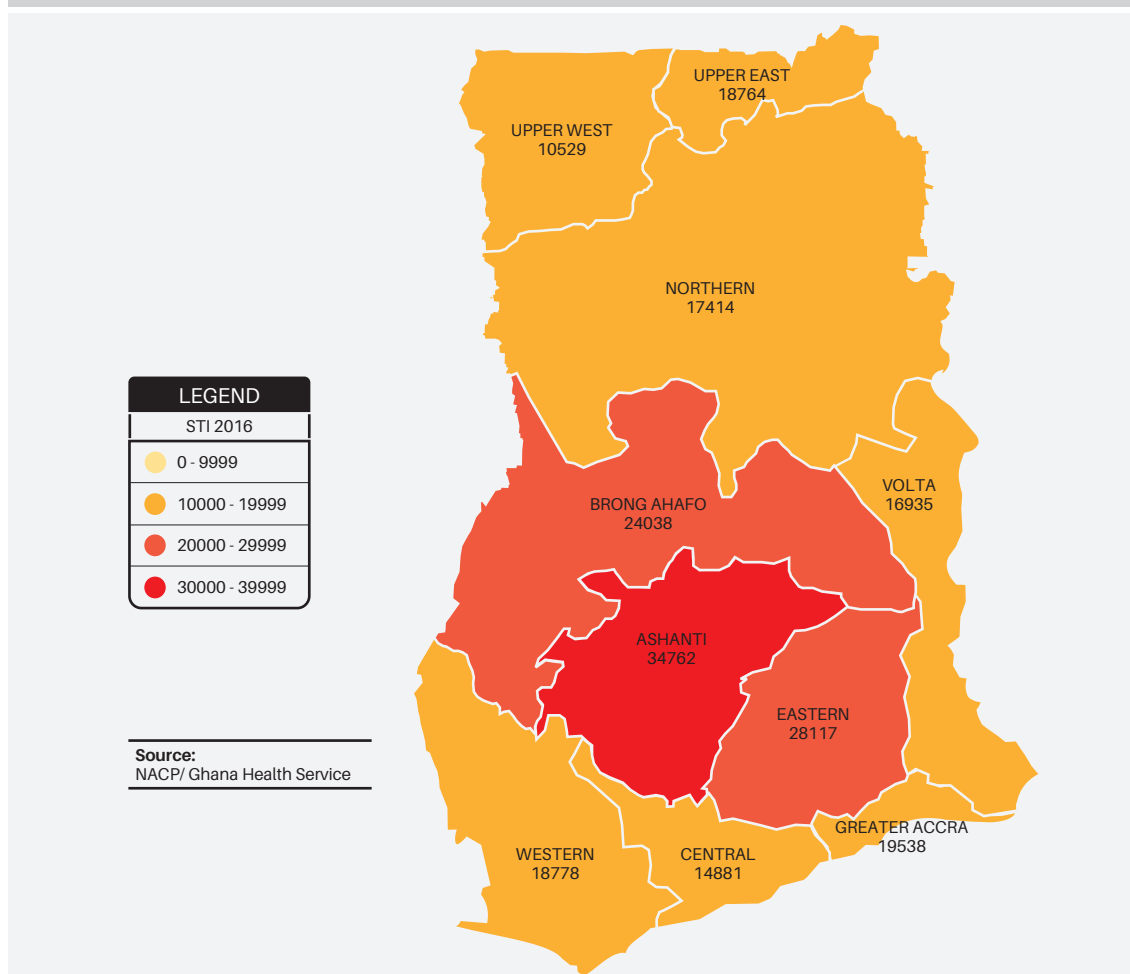 UPPER EAST
18764
UPPER WEST
10529
NORTHERN
17414
LEGEND
STI 2016
0 - 9999
10000 - 19999
20000 - 29999
30000 - 39999
VOLTA
16935
BRONG AHAFO
24038
ASHANTI
34762
EASTERN
28117
Source:
NACP/ Ghana Health Service
GREATER ACCRA
19538
WESTERN
18778
CENTRAL
14881